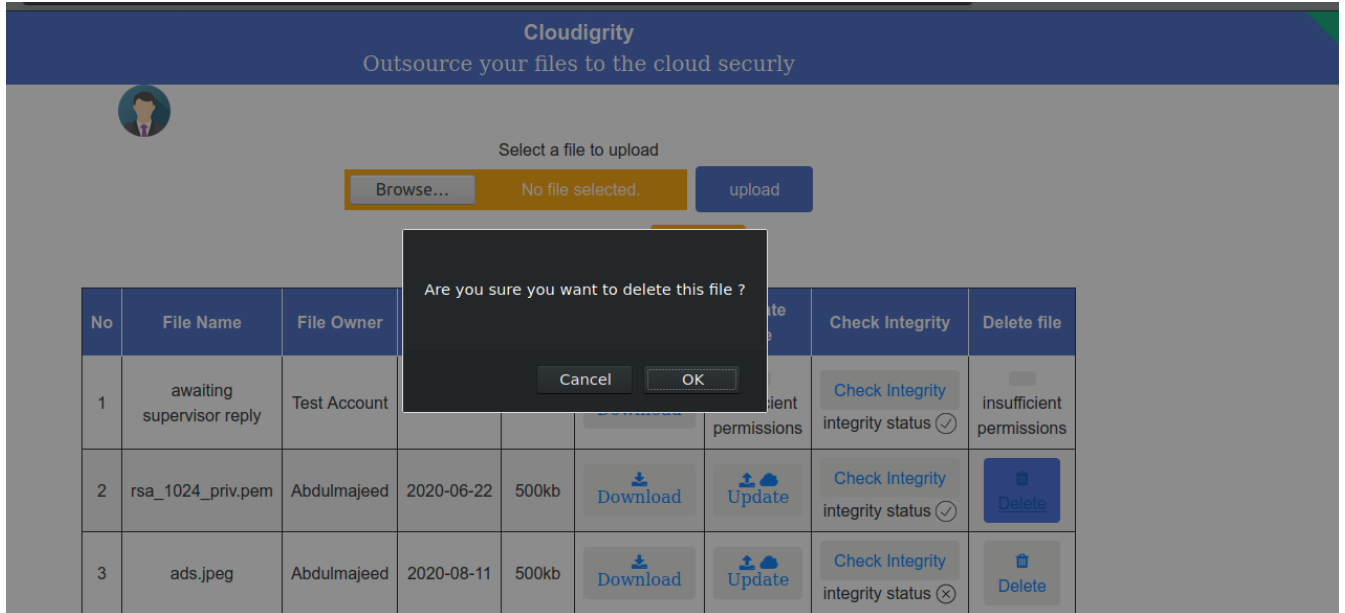 Cloudigrity
Outsource your files to the cloud securly
Select a file to upload
Browse... No file selected. upload
Are you sure you want to delete this file ?
Cancel OK
No File Name File Owner Check Integrity Delete file
1 awaiting supervisor reply Test Account permissions Check Integrity integrity status insufficient permissions
2 rsa_1024_priv.pem Abdulmajeed 2020-06-22 500kb Download Update Check Integrity integrity status Delete
3 ads.jpeg Abdulmajeed 2020-08-11 500kb Download Update Check Integrity integrity status Delete